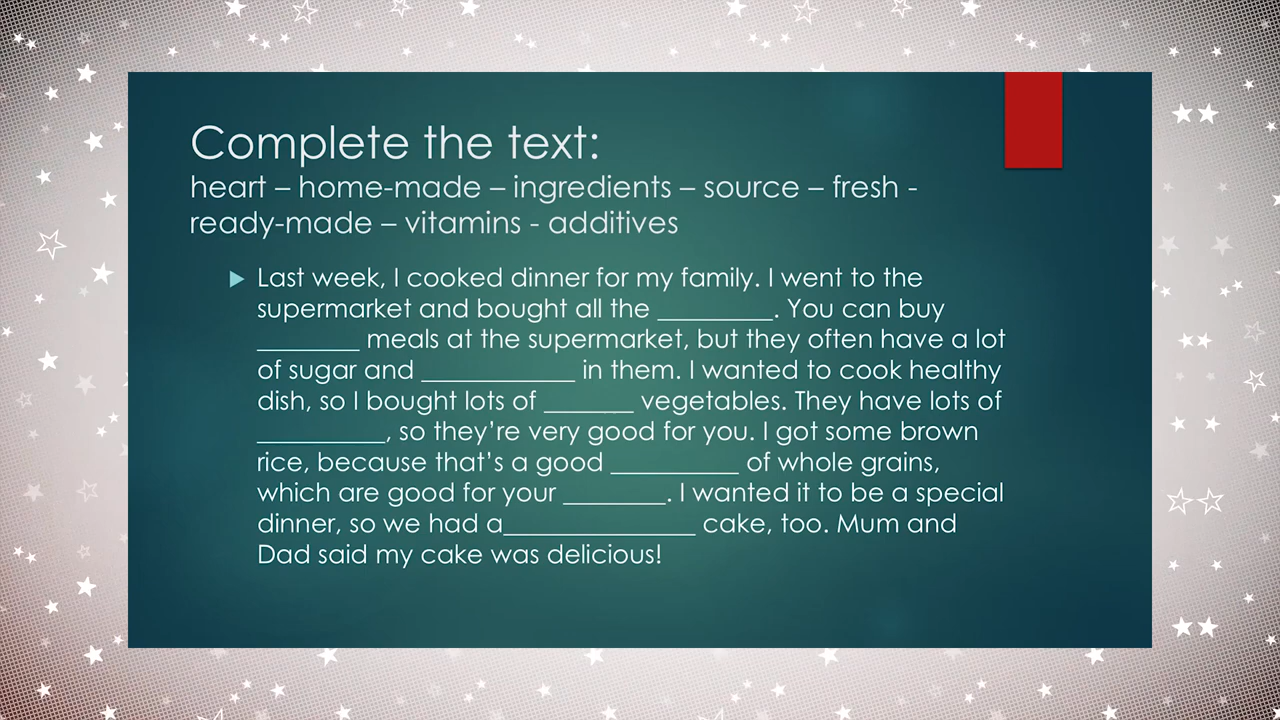 Complete the text:
heart – home-made – ingredients – source – fresh -
ready-made – vitamins - additives
Last week, I cooked dinner for my family. I went to the
supermarket and bought all the _________. You can buy
________ meals at the supermarket, but they often have a lot
of sugar and ____________ in them. I wanted to cook healthy
dish, so I bought lots of _______ vegetables. They have lots of
__________, so they’re very good for you. I got some brown
rice, because that’s a good __________ of whole grains,
which are good for your ________. I wanted it to be a special
dinner, so we had a_______________ cake, too. Mum and
Dad said my cake was delicious!